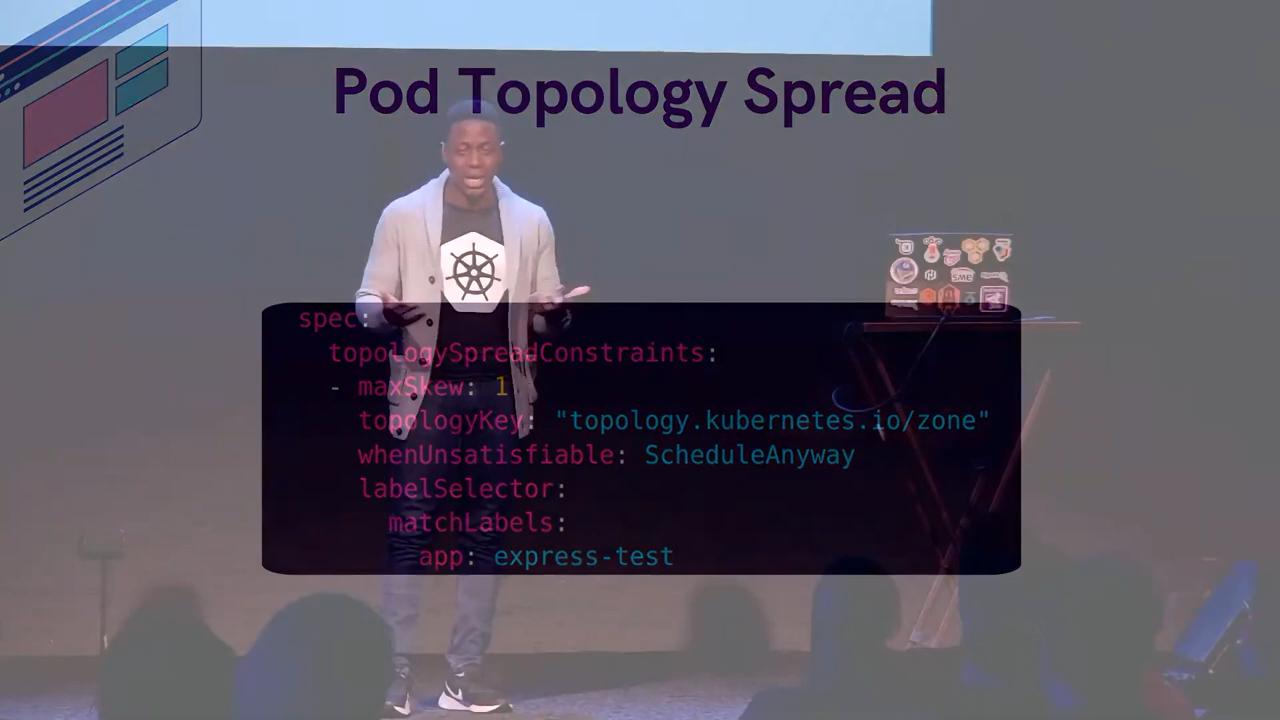 Pod Topology Spread
spec:
topologySpreadConstraints:
- maxSkew: 1
topologyKey: "topology.kubernetes.io/zone"
whenUnsatisfiable: ScheduleAnyway
labelSelector:
matchLabels:
app: express-test